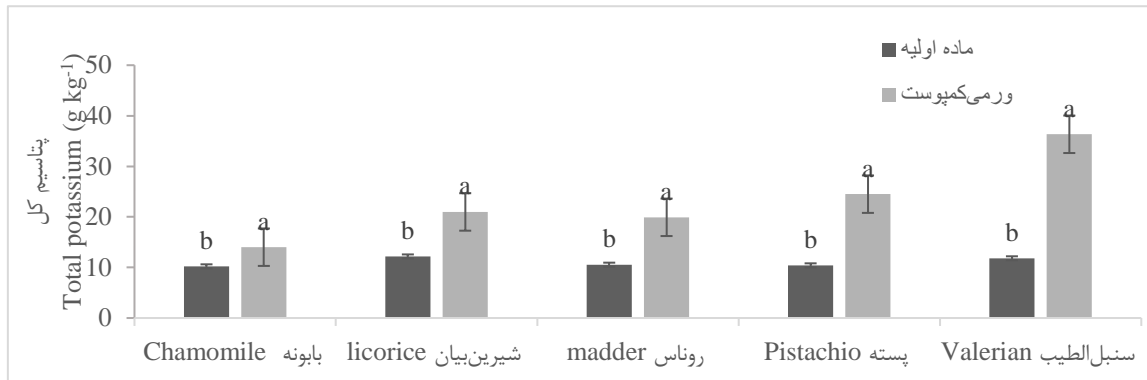 ماده اولیه
ورمی‌کمپوست
پتاسیم کل
Total potassium (g kg-1)
50
40
30
20
10
0
b
a
b
a
b
a
b
a
b
a
Chamomile بابونه
licorice شیرین‌بیان
madder روناس
Pistachio پسته
Valerian سنبل‌الطیب